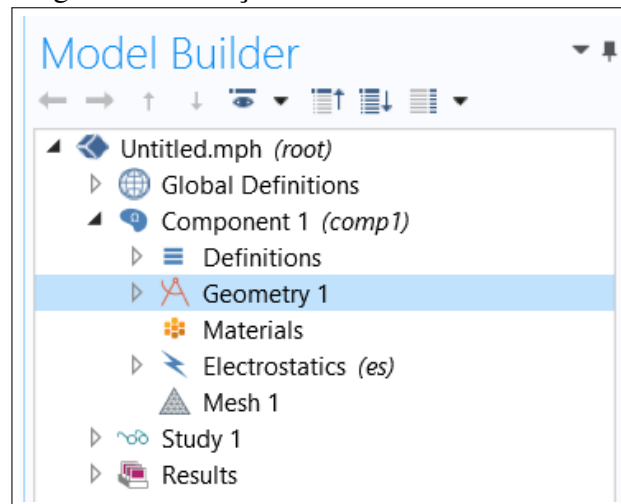 Model Builder
Untitled.mph (root)
Global Definitions
Component 1 (comp1)
Definitions
Geometry 1
Materials
Electrostatics (es)
Mesh 1
Study 1
Results